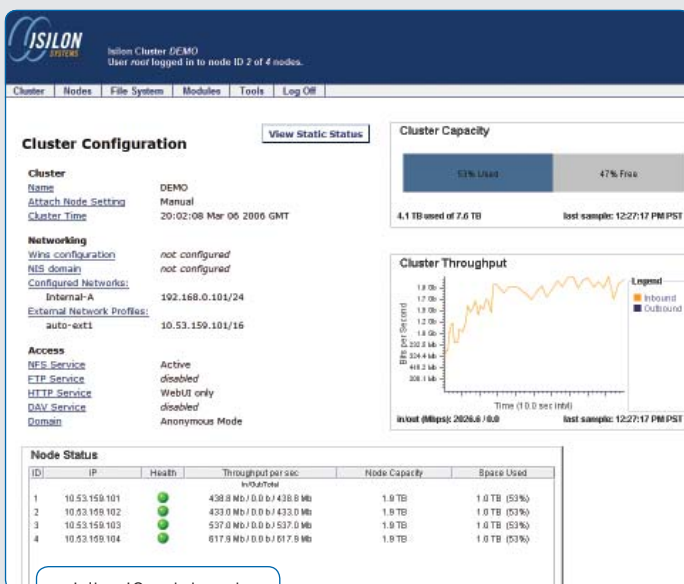 ISILON
SYSTEMS
Isilon Cluster DEMO
User root logged in to node ID 2 of 4 nodes.
Cluster Nodes File System Modules Tools Log Off
Cluster Configuration
View Static Status
Cluster
Name DEMO
Attach Node Setting Manual
Cluster Time 20:02:08 Mar 06 2006 GMT
Networking
Wins configuration not configured
NIS domain not configured
Configured Networks:
Internal-A 192.168.0.101/24
External Network Profiles:
auto-ext1 10.53.159.101/16
Access
NFS Service Active
FTP Service disabled
HTTP Service WebUI only
DAV Service disabled
Domain Anonymous Mode
Cluster Capacity
53% Used 47% Free
4.1 TB used of 7.6 TB last sample: 12:27:17 PM PST
Cluster Throughput
Bits per Second
Time (10.0 sec intvl)
Legend
Inbound
Outbound
in/out (Mbps): 2026.6 / 0.0 last sample: 12:27:17 PM PST
Node Status
ID IP Health Throughput per sec Node Capacity Space Used
In/Out/Total
1 10.53.159.101 438.8 Mb / 0.0 b / 438.8 Mb 1.9 TB 1.0 TB (53%)
2 10.53.159.102 433.0 Mb / 0.0 b / 433.0 Mb 1.9 TB 1.0 TB (53%)
3 10.53.159.103 537.0 Mb / 0.0 b / 537.0 Mb 1.9 TB 1.0 TB (53%)
4 10.53.159.104 617.9 Mb / 0.0 b / 617.9 Mb 1.9 TB 1.0 TB (53%)